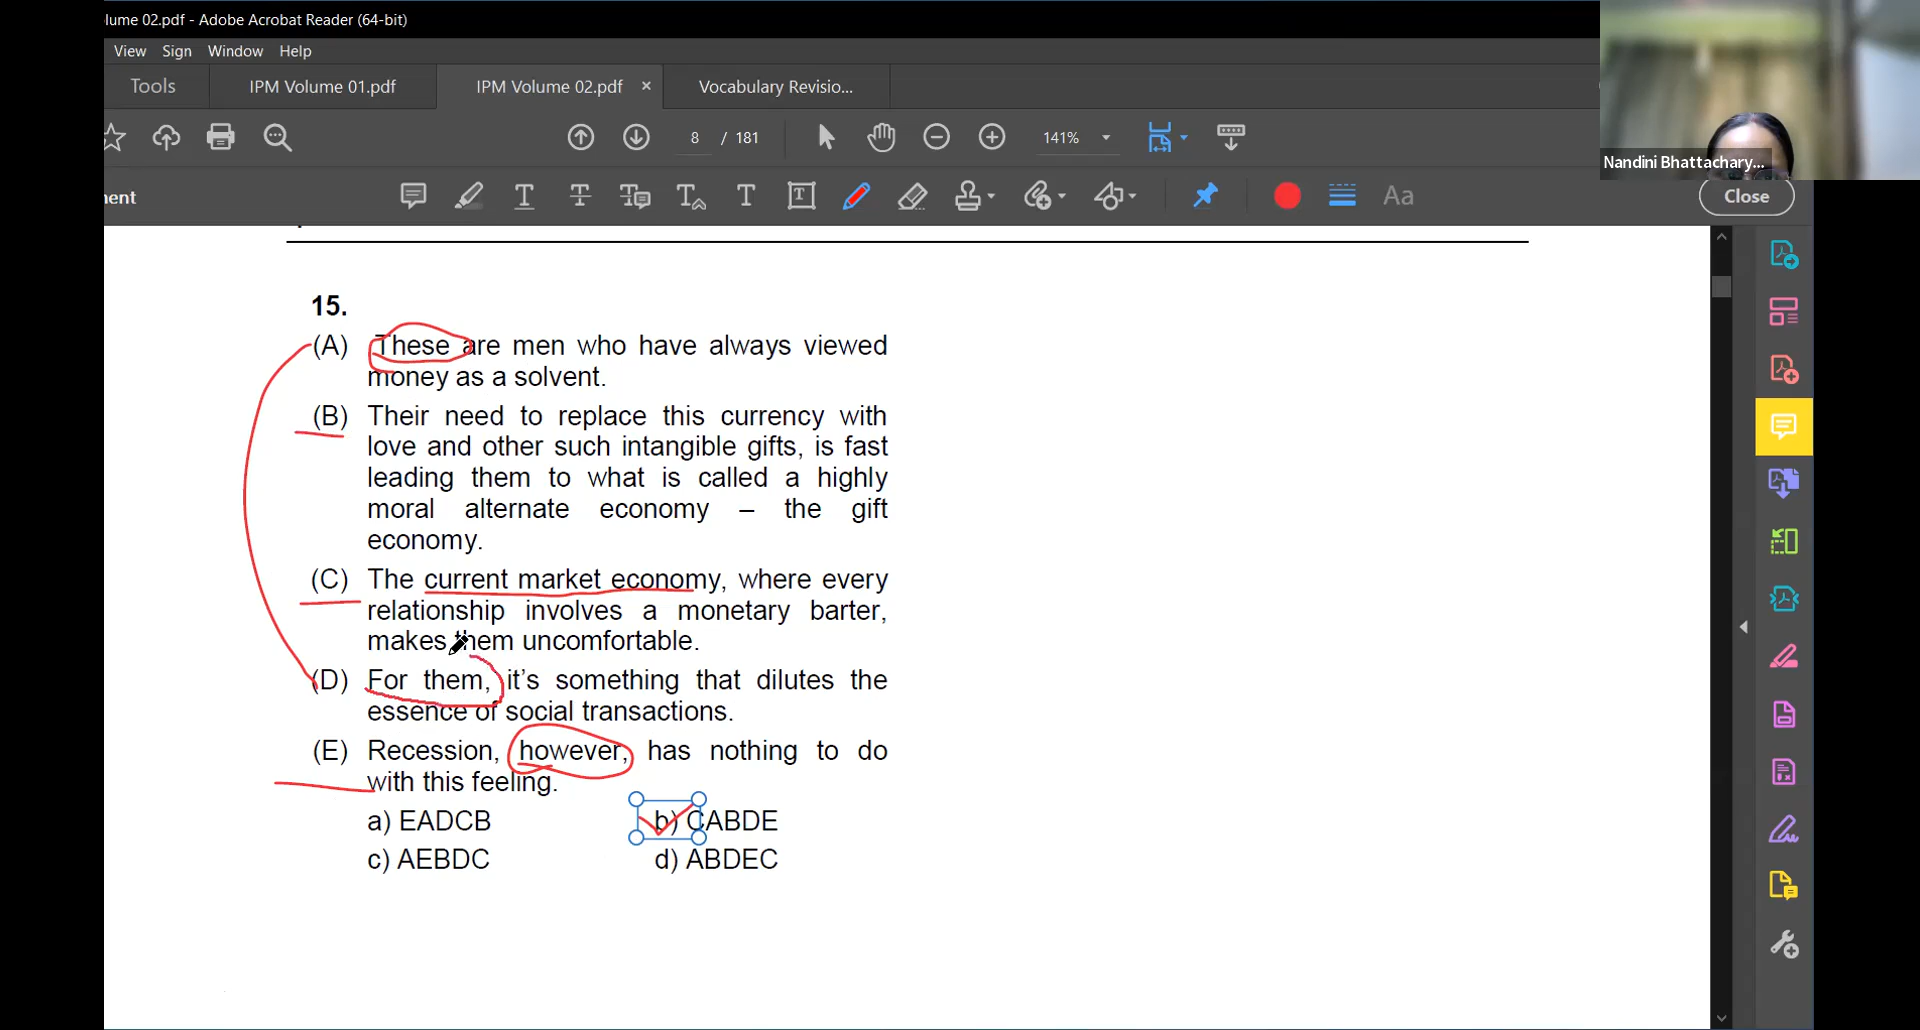 lume 02.pdf - Adobe Acrobat Reader (64-bit)
View Sign Window Help
Tools IPM Volume 01.pdf IPM Volume 02.pdf × Vocabulary Revisio...
8 / 181 141%
Nandini Bhattachary...
ent Aa Close
15.
(A) These are men who have always viewed
money as a solvent.
(B) Their need to replace this currency with
love and other such intangible gifts, is fast
leading them to what is called a highly
moral alternate economy – the gift
economy.
(C) The current market economy, where every
relationship involves a monetary barter,
makes them uncomfortable.
(D) For them, it's something that dilutes the
essence of social transactions.
(E) Recession, however, has nothing to do
with this feeling.
a) EADCB b) CABDE
c) AEBDC d) ABDEC